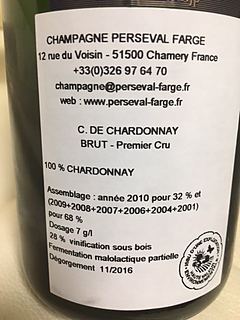 CHAMPAGNE PERSEVAL FARGE
12 rue du Voisin - 51500 Chamery France
+33(0)326 97 64 70
champagne@perseval-farge.fr
web : www.perseval-farge.fr
C. DE CHARDONNAY
BRUT - Premier Cru
100 % CHARDONNAY
Assemblage : année 2010 pour 32 % et
(2009+2008+2007+2006+2004+2001)
pour 68 %
Dosage 7 g/l
28 % vinification sous bois
Fermentation malolactique partielle
Dégorgement 11/2016